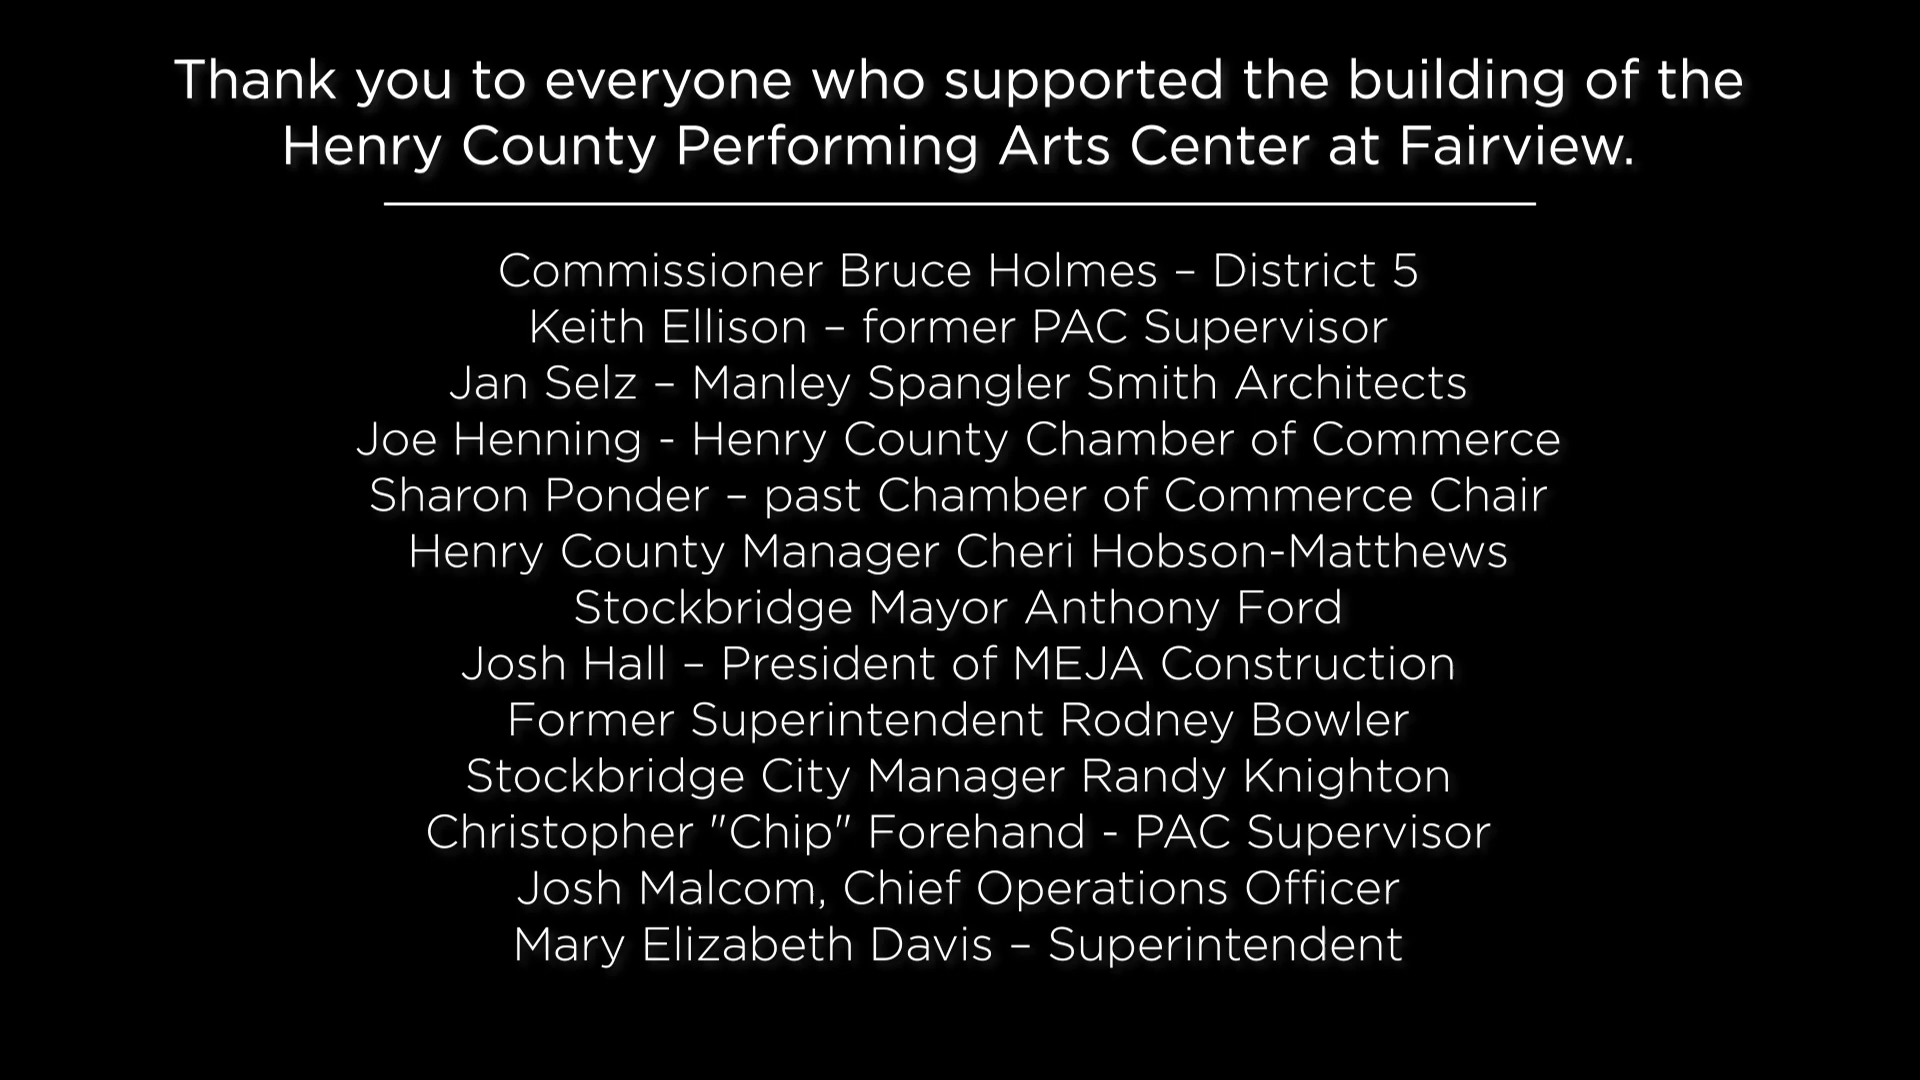 Thank you to everyone who supported the building of the
Henry County Performing Arts Center at Fairview.
Commissioner Bruce Holmes – District 5
Keith Ellison – former PAC Supervisor
Jan Selz – Manley Spangler Smith Architects
Joe Henning - Henry County Chamber of Commerce
Sharon Ponder – past Chamber of Commerce Chair
Henry County Manager Cheri Hobson-Matthews
Stockbridge Mayor Anthony Ford
Josh Hall – President of MEJA Construction
Former Superintendent Rodney Bowler
Stockbridge City Manager Randy Knighton
Christopher "Chip" Forehand - PAC Supervisor
Josh Malcom, Chief Operations Officer
Mary Elizabeth Davis – Superintendent